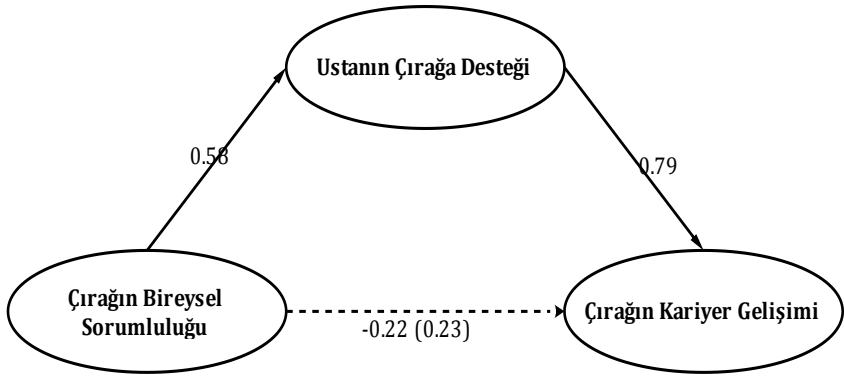 Ustanın Çırağa Desteği
0.58
0.79
Çırağın Bireysel
Sorumluluğu
-0.22 (0.23)
Çırağın Kariyer Gelişimi